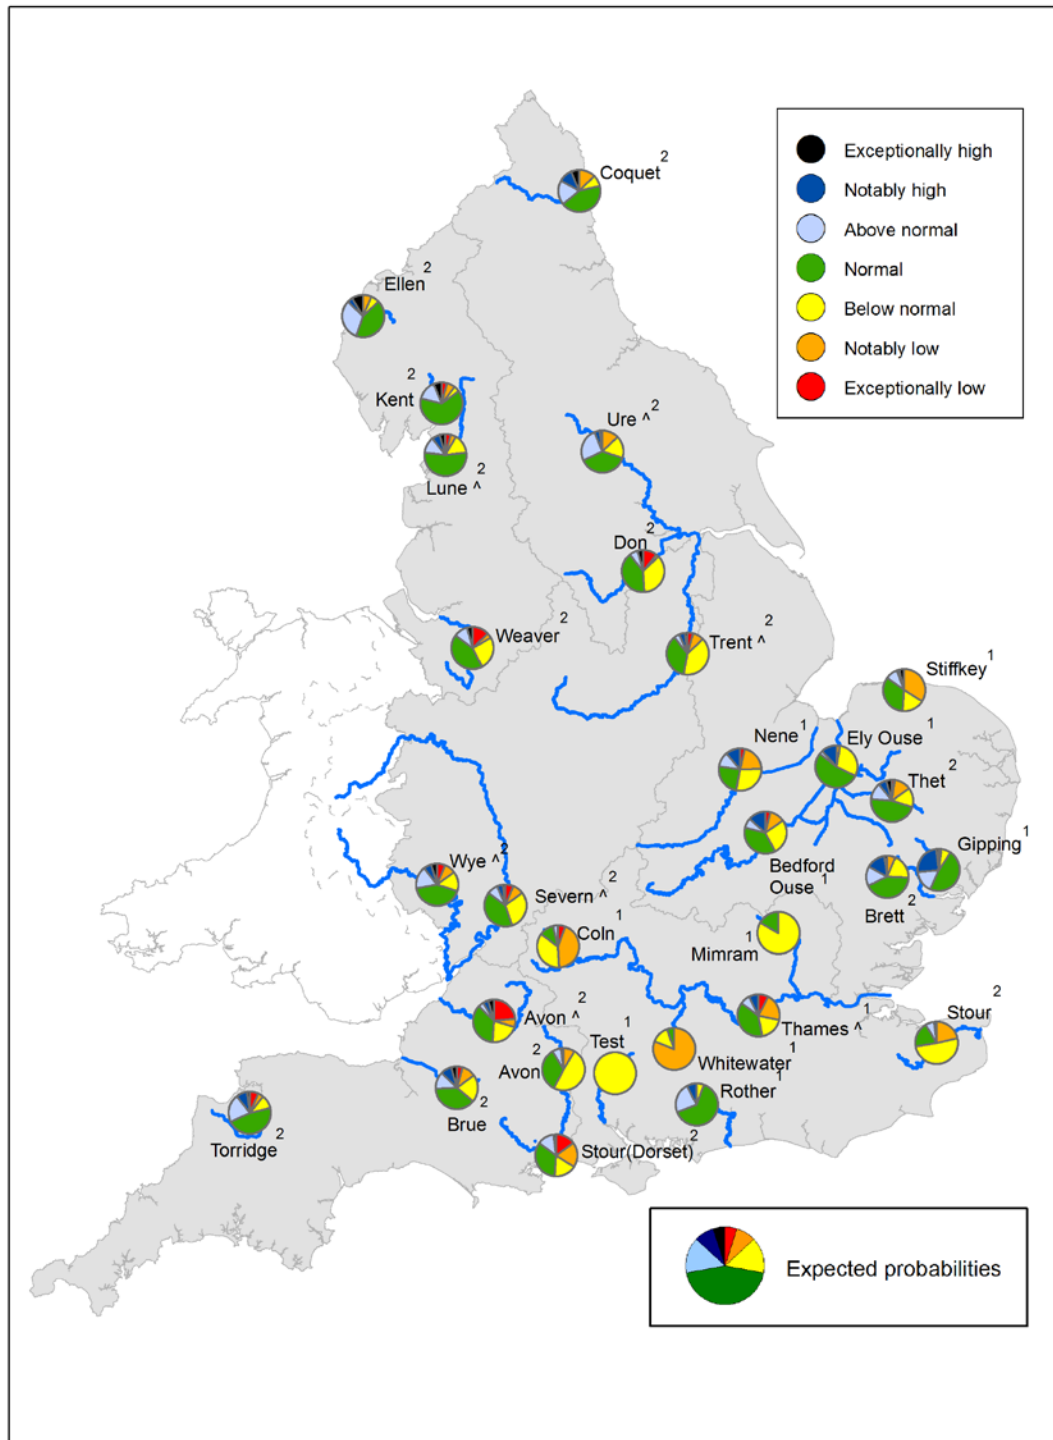 Coquet 2
Exceptionally high
Notably high
Above normal
Normal
Below normal
Notably low
Exceptionally low
Ellen 2
Kent 2
Ure ^ 2
Lune ^ 2
Don 2
Weaver 2
Trent ^ 2
Stiffkey 1
Nene 1
Ely Ouse 1
Thet 2
Gipping 1
Bedford
Ouse 1
Brett 2
Wye ^ 2
Severn ^ 2
Coln 1
Mimram 1
Avon ^ 2
Test 1
Thames ^ 1
Stour 2
Avon 2
Whitewater 1
Rother 1
Brue 2
Torridge 2
Stour(Dorset) 2
Expected probabilities